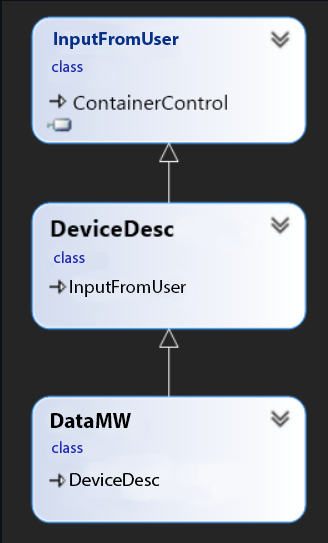 InputFromUser
class
ContainerControl
DeviceDesc
class
InputFromUser
DataMW
class
DeviceDesc